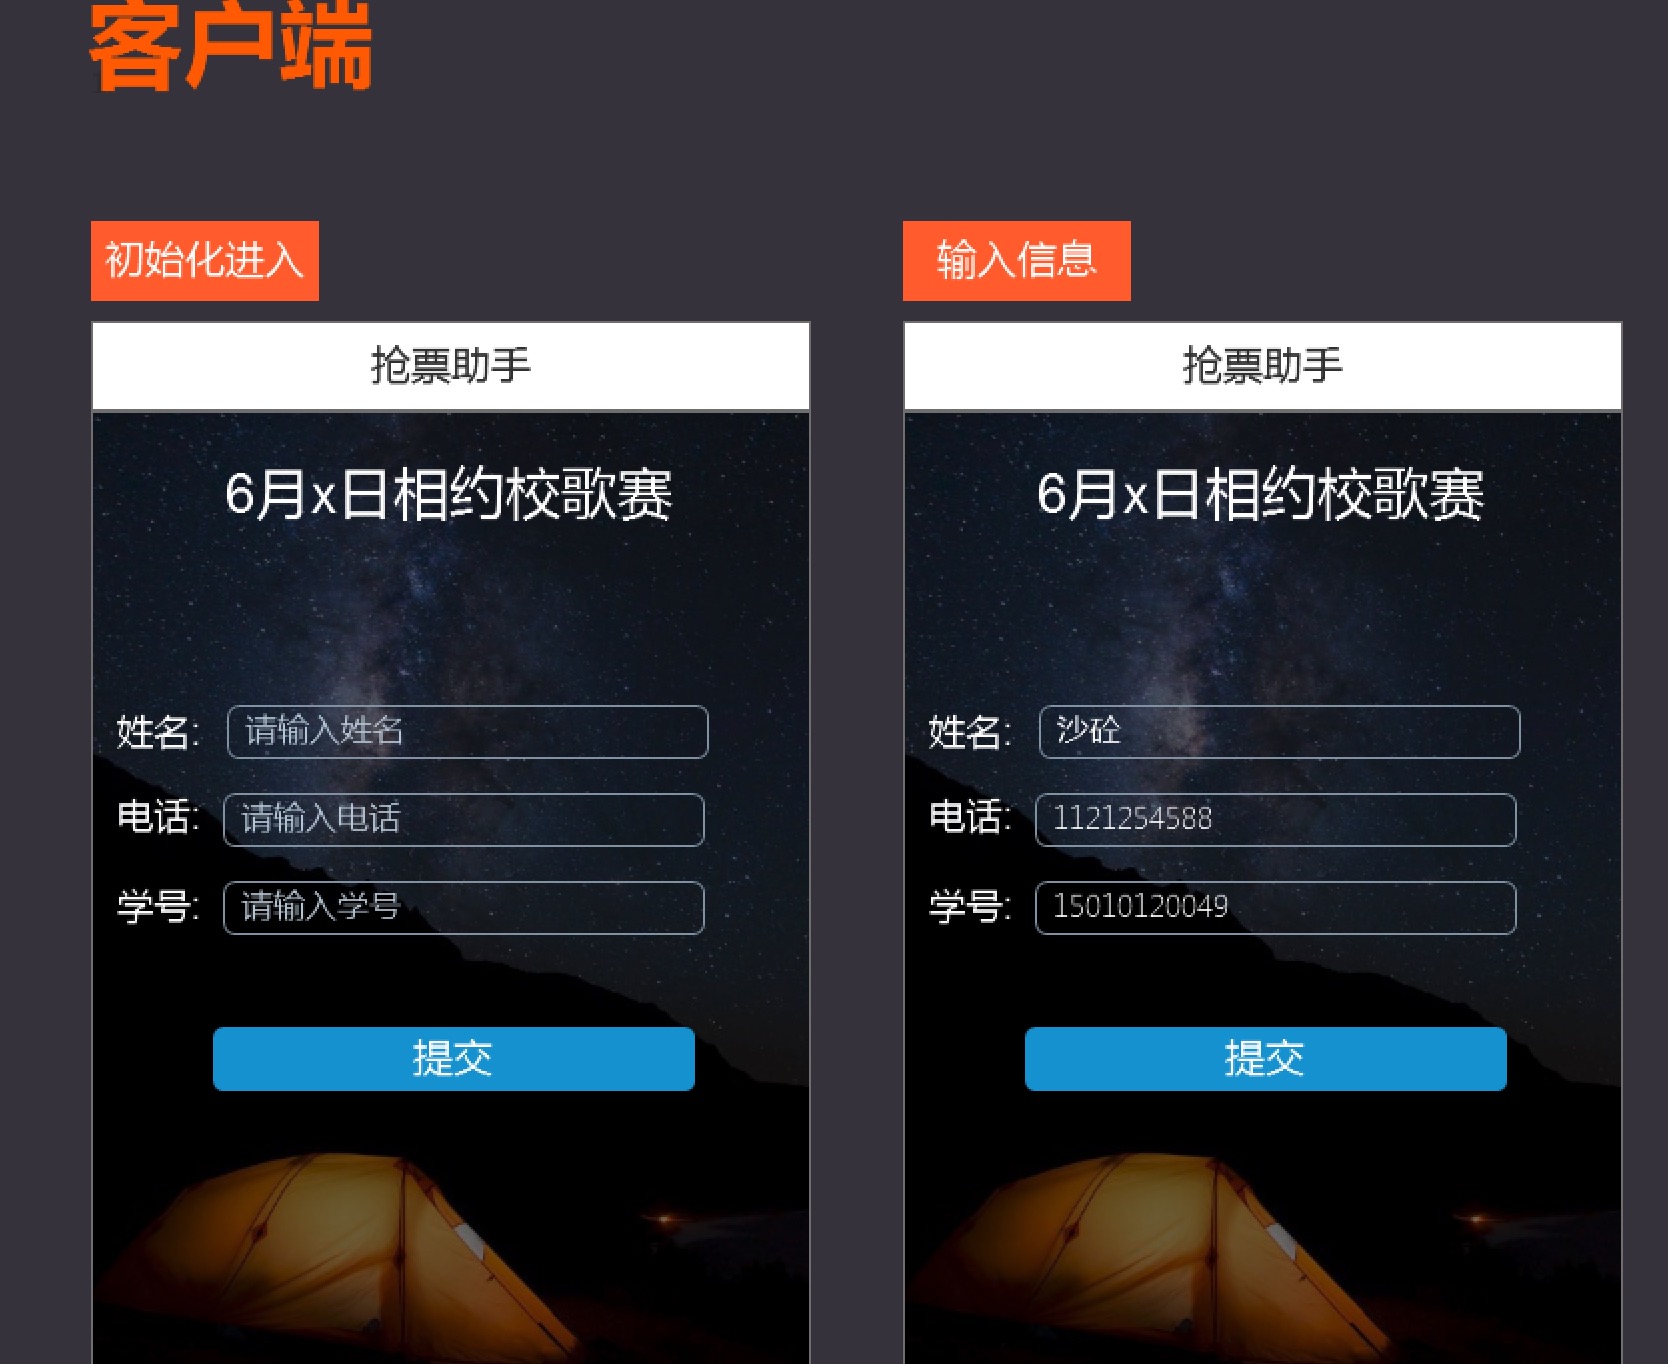 客户端
初始化进入
抢票助手
6月x日相约校歌赛
姓名: 请输入姓名
电话: 请输入电话
学号: 请输入学号
提交
输入信息
抢票助手
6月x日相约校歌赛
姓名: 沙砼
电话: 1121254588
学号: 15010120049
提交